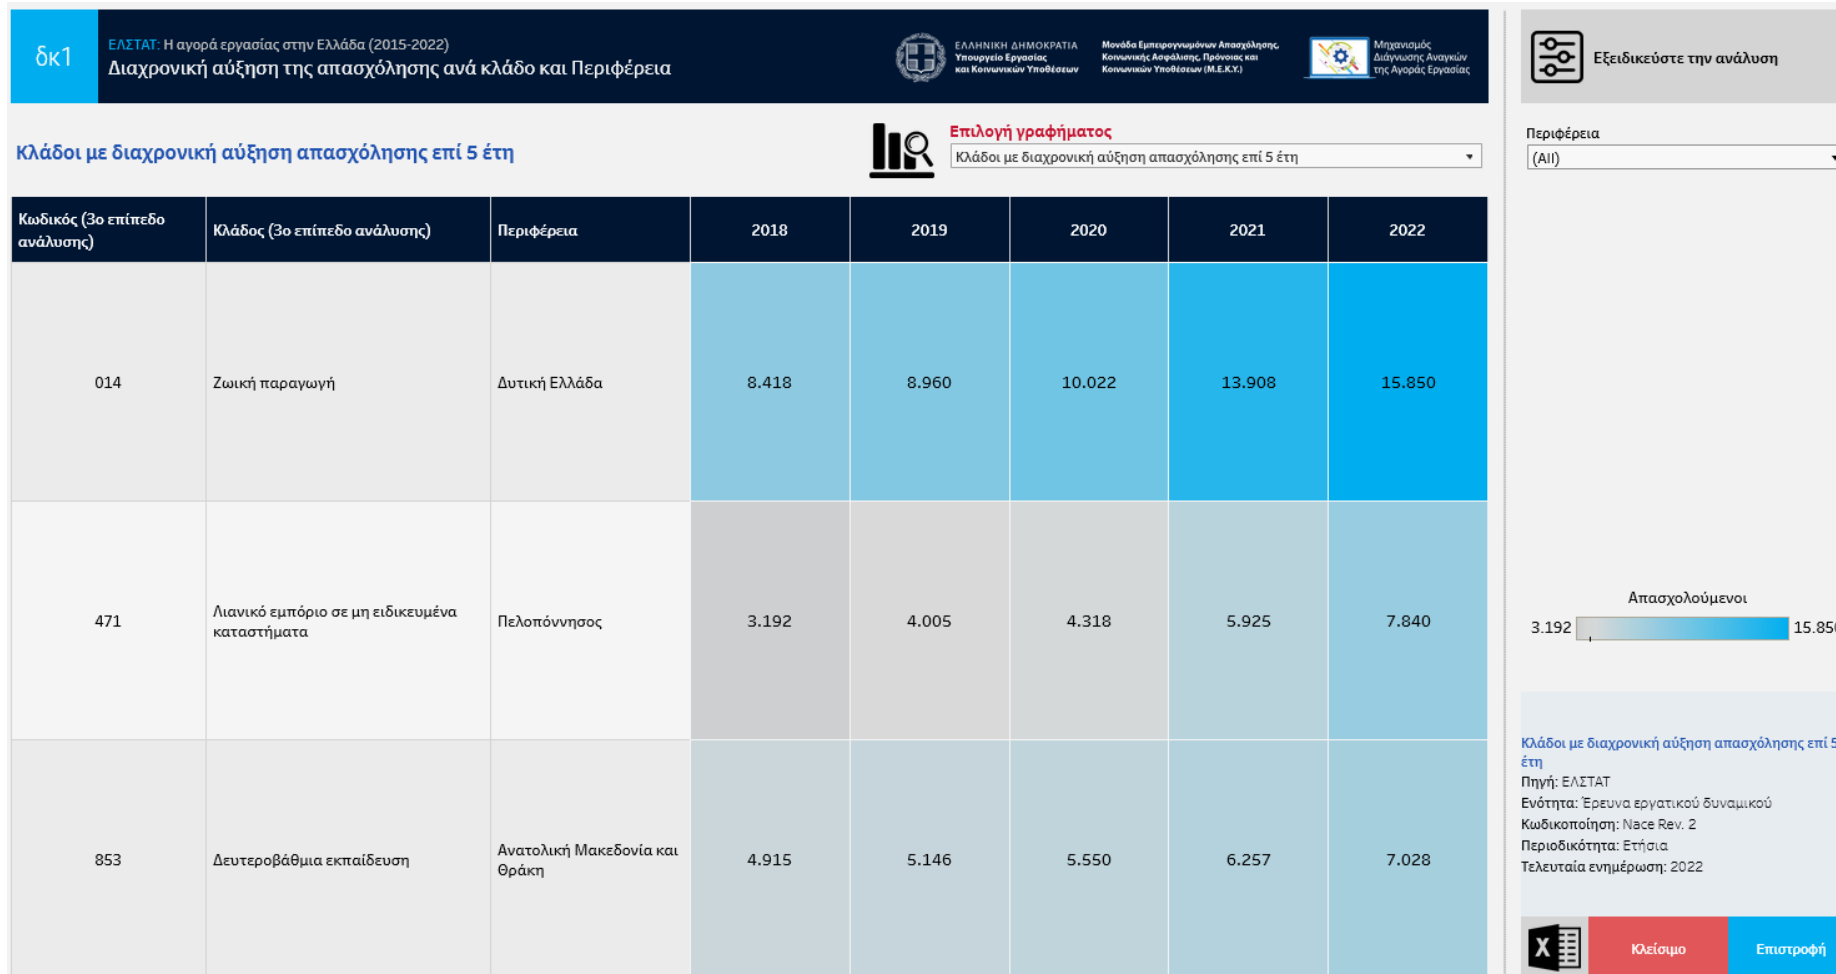 δκ1
ΕΛΣΤΑΤ: Η αγορά εργασίας στην Ελλάδα (2015-2022)
Διαχρονική αύξηση της απασχόλησης ανά κλάδο και Περιφέρεια
ΕΛΛΗΝΙΚΗ ΔΗΜΟΚΡΑΤΙΑ
Υπουργείο Εργασίας
και Κοινωνικών Υποθέσεων
Μονάδα Εμπειρογνωμόνων Απασχόλησης,
Κοινωνικής Ασφάλισης, Πρόνοιας και
Κοινωνικών Υποθέσεων (Μ.Ε.Κ.Υ.)
Μηχανισμός
Διάγνωσης Αναγκών
της Αγοράς Εργασίας
Εξειδικεύστε την ανάλυση
Κλάδοι με διαχρονική αύξηση απασχόλησης επί 5 έτη
Επιλογή γραφήματος
Κλάδοι με διαχρονική αύξηση απασχόλησης επί 5 έτη
Περιφέρεια
(All)
Κωδικός (3ο επίπεδο
ανάλυσης)
Κλάδος (3ο επίπεδο ανάλυσης)
Περιφέρεια
2018
2019
2020
2021
2022
014
Ζωική παραγωγή
Δυτική Ελλάδα
8.418
8.960
10.022
13.908
15.850
471
Λιανικό εμπόριο σε μη ειδικευμένα
καταστήματα
Πελοπόννησος
3.192
4.005
4.318
5.925
7.840
853
Δευτεροβάθμια εκπαίδευση
Ανατολική Μακεδονία και
Θράκη
4.915
5.146
5.550
6.257
7.028
Απασχολούμενοι
3.192
15.850
Κλάδοι με διαχρονική αύξηση απασχόλησης επί 5
έτη
Πηγή: ΕΛΣΤΑΤ
Ενότητα: Έρευνα εργατικού δυναμικού
Κωδικοποίηση: Nace Rev. 2
Περιοδικότητα: Ετήσια
Τελευταία ενημέρωση: 2022
X
Κλείσιμο
Επιστροφή